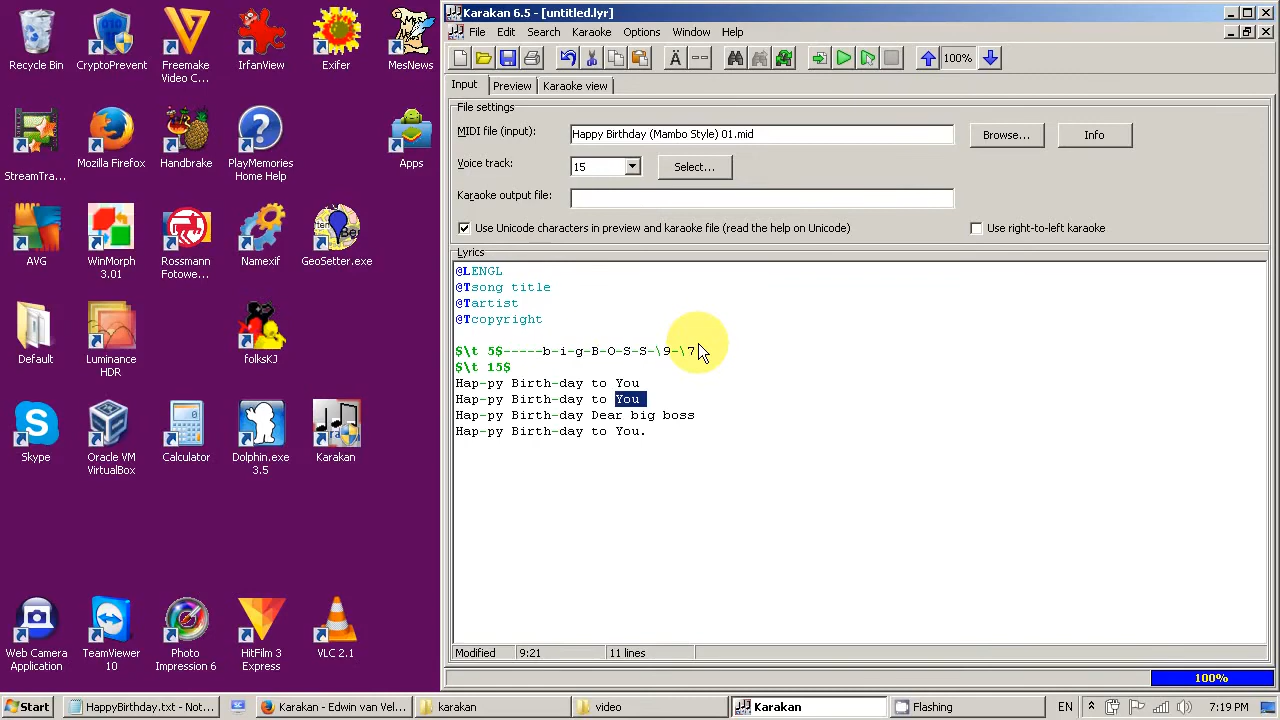 Recycle Bin
CryptoPrevent
Freemake
Video C...
IrfanView
Exifer
MesNews
StreamTra...
Mozilla Firefox
Handbrake
PlayMemories
Home Help
Apps
AVG
WinMorph
3.01
Rossmann
Fotowe...
Namexif
GeoSetter.exe
Default
Luminance
HDR
folksKJ
Skype
Oracle VM
VirtualBox
Calculator
Dolphin.exe
3.5
Karakan
Web Camera
Application
TeamViewer
10
Photo
Impression 6
HitFilm 3
Express
VLC 2.1
Karakan 6.5 - [untitled.lyr]
File Edit Search Karaoke Options Window Help
100%
Input Preview Karaoke view
File settings
MIDI file (input): Happy Birthday (Mambo Style) 01.mid Browse... Info
Voice track: 15 Select...
Karaoke output file:
Use Unicode characters in preview and karaoke file (read the help on Unicode) Use right-to-left karaoke
Lyrics
@LENGL
@Tsong title
@Tartist
@Tcopyright
$\t 5$-----b-i-g-B-O-S-S-\9-\7
$\t 15$
Hap-py Birth-day to You
Hap-py Birth-day to You
Hap-py Birth-day Dear big boss
Hap-py Birth-day to You.
Modified 9:21 11 lines
100%
Start HappyBirthday.txt - Not... Karakan - Edwin van Vel... karakan video Karakan Flashing EN 7:19 PM